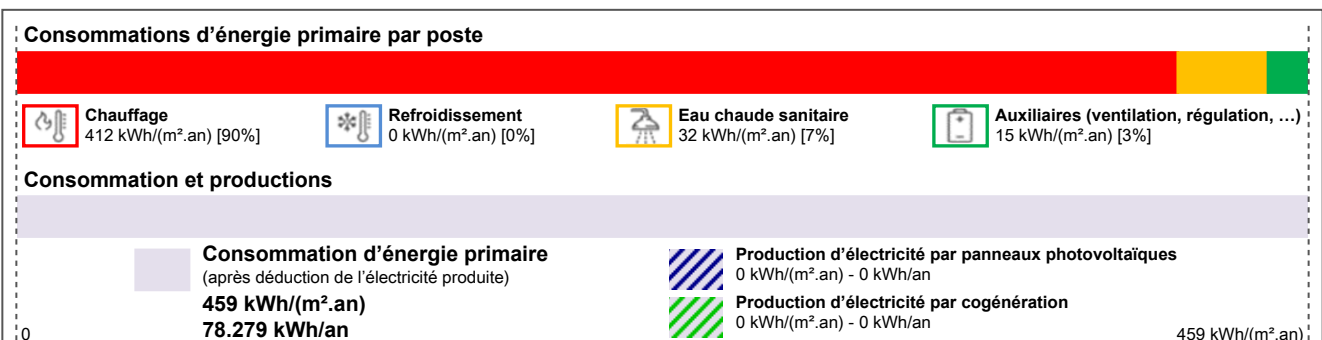 Consommations d’énergie primaire par poste
Chauffage
412 kWh/(m².an) [90%]
Refroidissement
0 kWh/(m².an) [0%]
Eau chaude sanitaire
32 kWh/(m².an) [7%]
Auxiliaires (ventilation, régulation, …)
15 kWh/(m².an) [3%]
Consommation et productions
Consommation d’énergie primaire
(après déduction de l’électricité produite)
459 kWh/(m².an)
78.279 kWh/an
Production d’électricité par panneaux photovoltaïques
0 kWh/(m².an) - 0 kWh/an
Production d’électricité par cogénération
0 kWh/(m².an) - 0 kWh/an
0
459 kWh/(m².an)